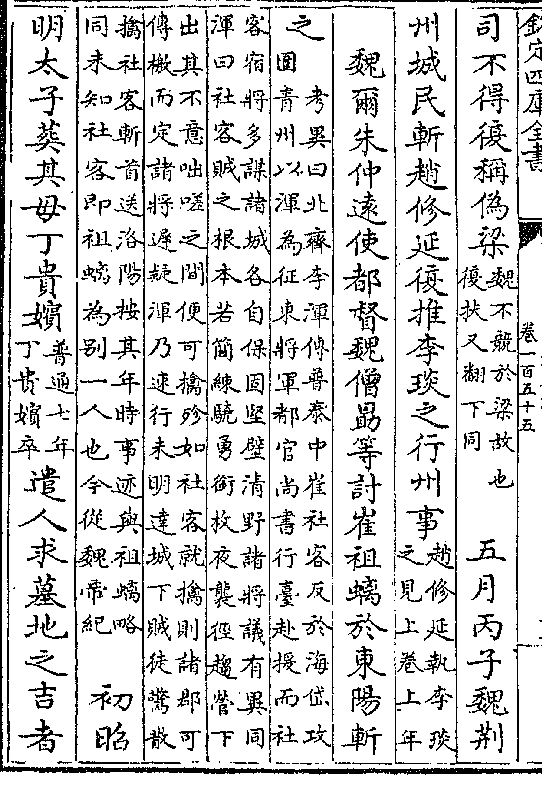 欽定四庫全書
卷一百五十五
司不得復稱偽梁
魏不競於梁故也
復扶又翻下同
五月丙子魏荆
州城民斬趙修延復推李琰之行州事
趙修延執李琰
之見上卷上年
魏爾朱仲遠使都督魏僧勗等討崔祖螭於東陽斬
之
考異曰北齊李渾傳普泰中崔社客反於海岱攻
圍青州以渾為征東將軍都官尚書行臺赴援而社
客宿將多謀諸城各自保固堅壁清野諸將議有異同
渾曰社客賊之根本若簡練驍勇銜枚夜襲徑趨營下
出其不意咄嗟之間便可擒殄如社客就擒則諸郡可
傳檄而定諸將遲疑渾乃速行未明達城下賊徒驚散
擒社客斬首送洛陽按其年時事迹與祖螭略
同未知社客即祖螭為别一人也今從魏帝紀
初昭
明太子葬其母丁貴嬪
普通七年
丁貴嬪卒
遣人求墓地之吉者